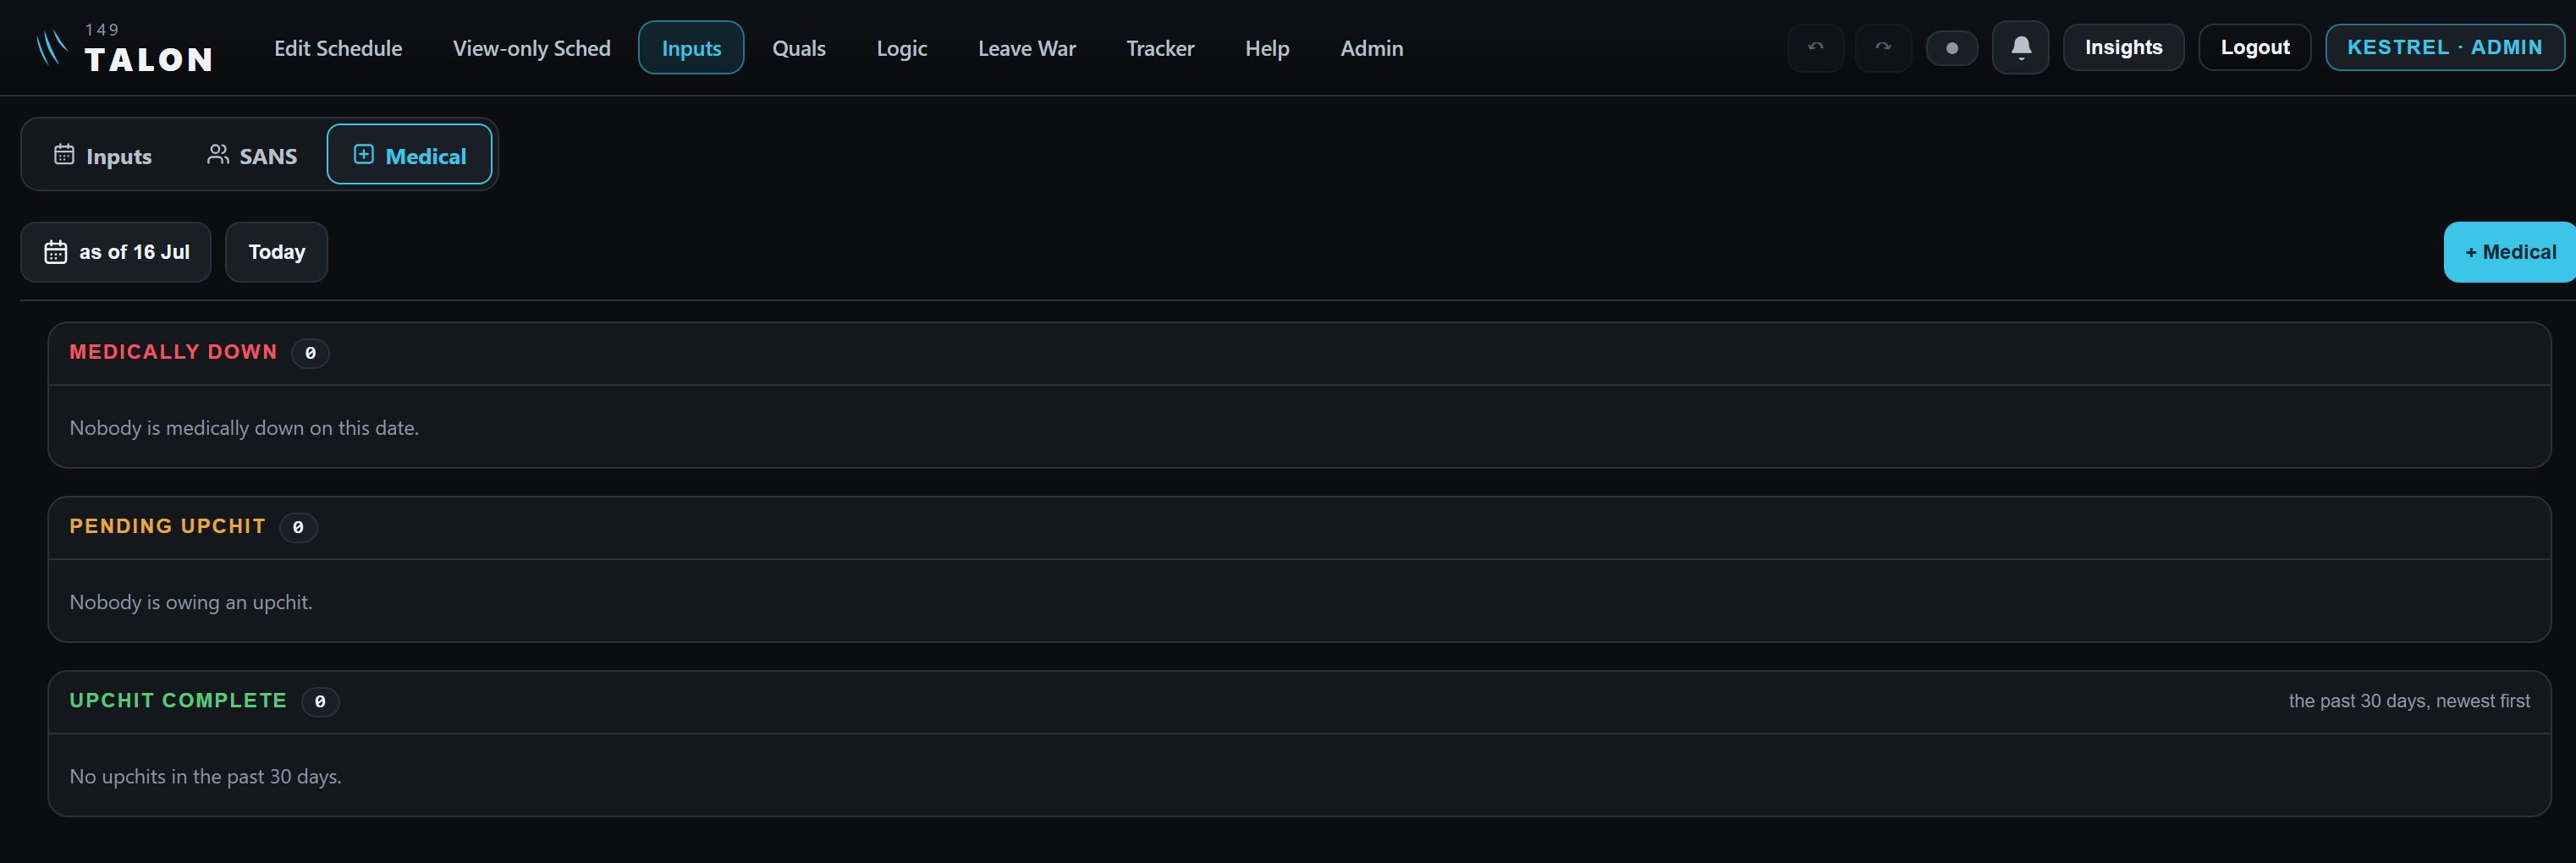 149
TALON
Edit Schedule
View-only Sched
Inputs
Quals
Logic
Leave War
Tracker
Help
Admin
Insights
Logout
KESTREL · ADMIN
Inputs
SANS
Medical
as of 16 Jul
Today
+ Medical
MEDICALLY DOWN 0
Nobody is medically down on this date.
PENDING UPCHIT 0
Nobody is owing an upchit.
UPCHIT COMPLETE 0
the past 30 days, newest first
No upchits in the past 30 days.